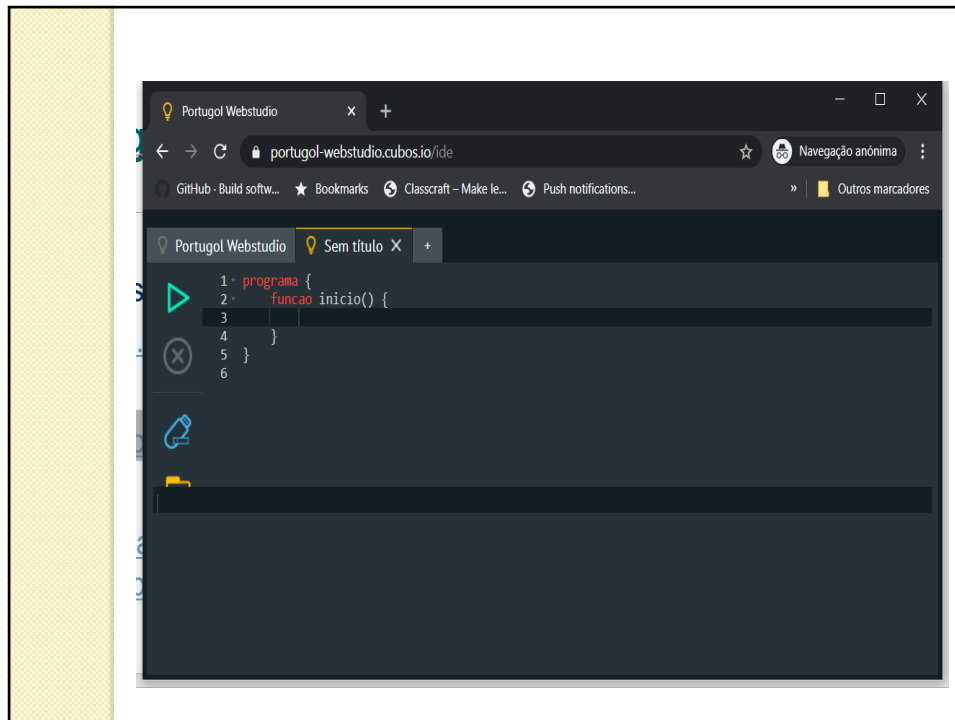 Portugol Webstudio
portugol-webstudio.cubos.io/ide
Navegação anónima
GitHub · Build softw...
Bookmarks
Classcraft – Make le...
Push notifications...
»
Outros marcadores
Portugol Webstudio
Sem título
+
1 programa {
2 funcao inicio() {
3
4 }
5 }
6